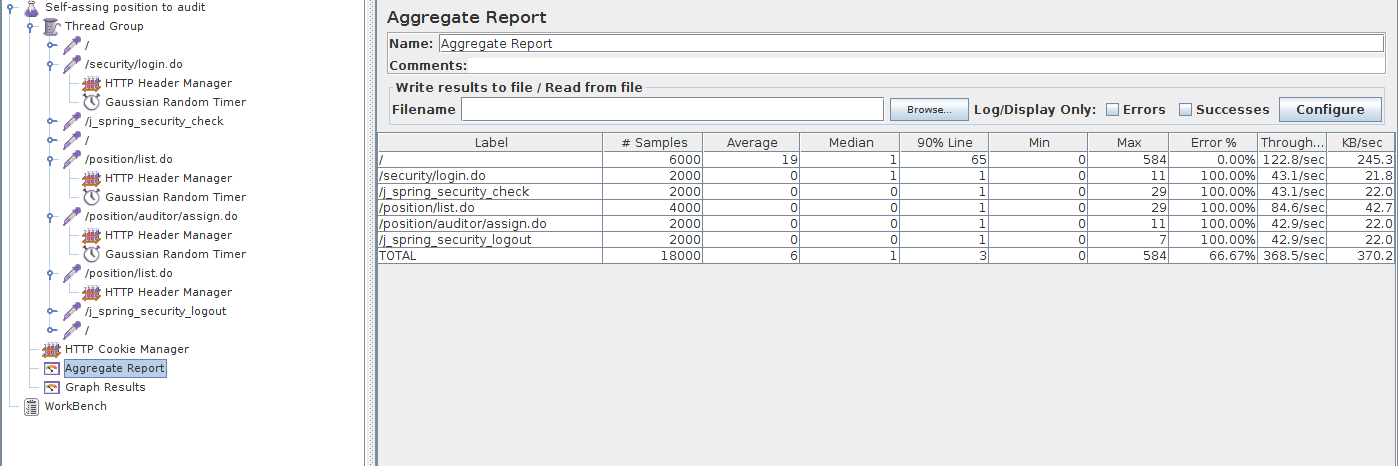 Self-assing position to audit
Thread Group
/
/security/login.do
HTTP Header Manager
Gaussian Random Timer
/j_spring_security_check
/
/position/list.do
HTTP Header Manager
Gaussian Random Timer
/position/auditor/assign.do
HTTP Header Manager
Gaussian Random Timer
/position/list.do
HTTP Header Manager
/j_spring_security_logout
/
HTTP Cookie Manager
Aggregate Report
Graph Results
WorkBench
Aggregate Report
Name: Aggregate Report
Comments:
Write results to file / Read from file
Filename Browse... Log/Display Only: Errors Successes Configure
Label # Samples Average Median 90% Line Min Max Error % Through... KB/sec
/ 6000 19 1 65 0 584 0.00% 122.8/sec 245.3
/security/login.do 2000 0 1 1 0 11 100.00% 43.1/sec 21.8
/j_spring_security_check 2000 0 0 1 0 29 100.00% 43.1/sec 22.0
/position/list.do 4000 0 0 1 0 29 100.00% 84.6/sec 42.7
/position/auditor/assign.do 2000 0 0 1 0 11 100.00% 42.9/sec 22.0
/j_spring_security_logout 2000 0 0 1 0 7 100.00% 42.9/sec 22.0
TOTAL 18000 6 1 3 0 584 66.67% 368.5/sec 370.2